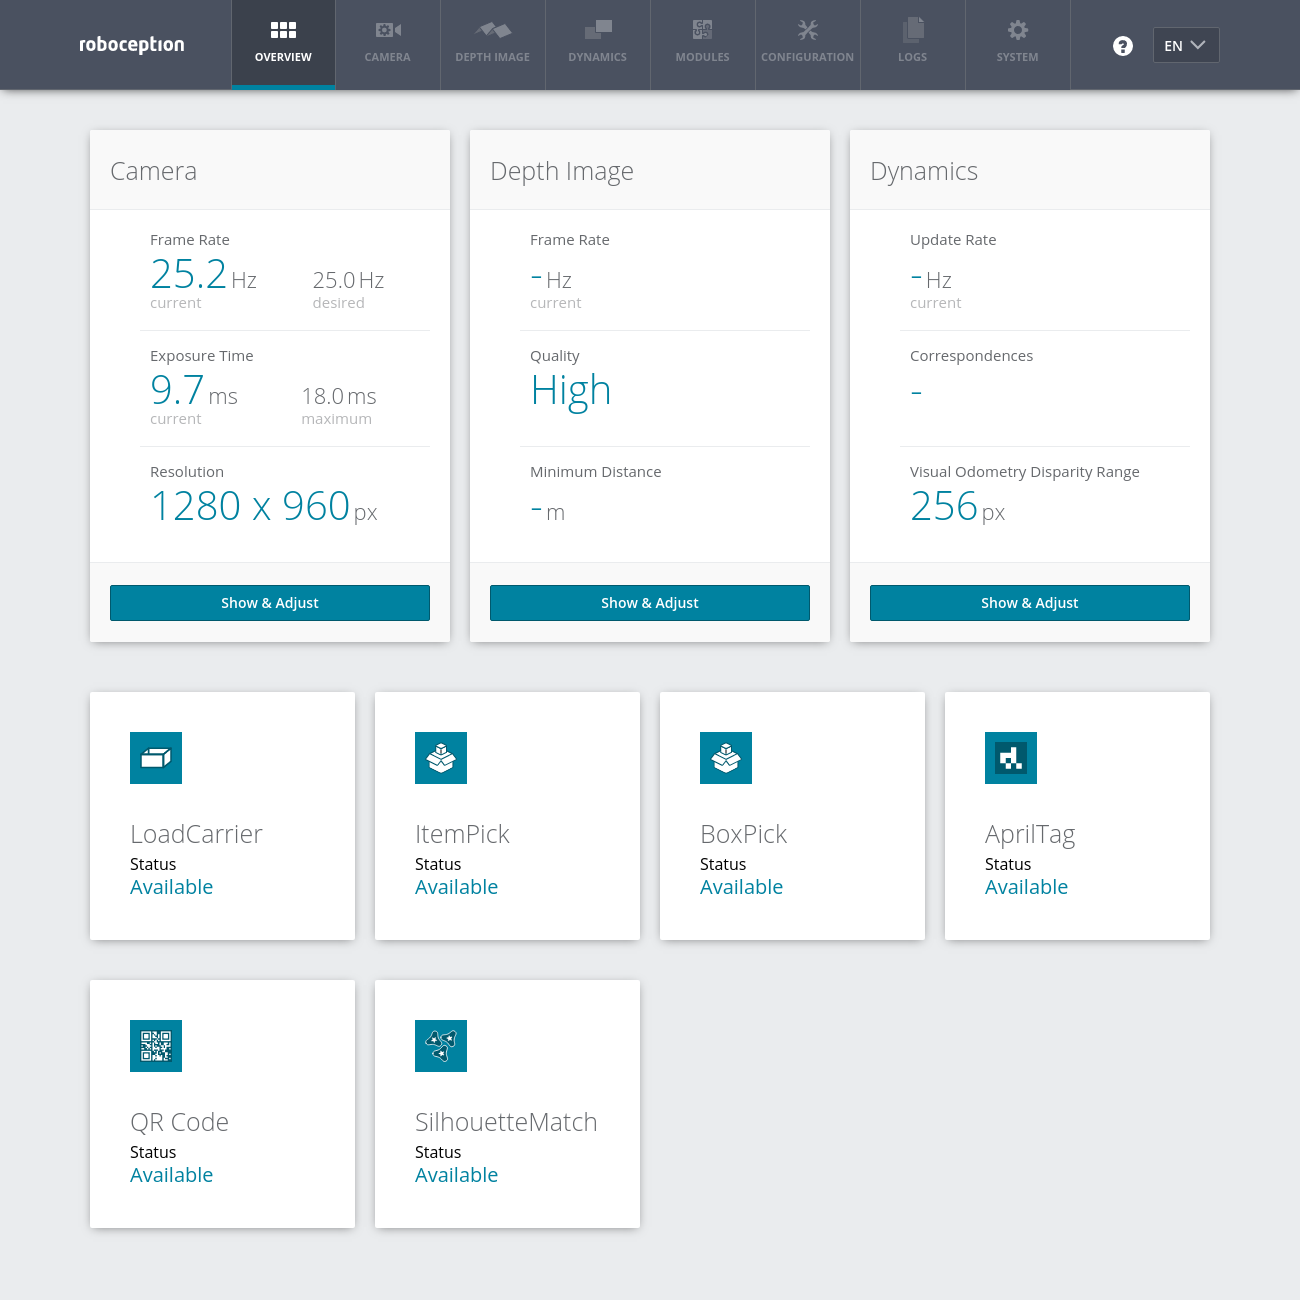 roboception
OVERVIEW
CAMERA
DEPTH IMAGE
DYNAMICS
MODULES
CONFIGURATION
LOGS
SYSTEM
?
EN
Camera
Frame Rate
25.2 Hz 25.0 Hz
current desired
Exposure Time
9.7 ms 18.0 ms
current maximum
Resolution
1280 x 960 px
Show & Adjust
Depth Image
Frame Rate
- Hz
current
Quality
High
Minimum Distance
- m
Show & Adjust
Dynamics
Update Rate
- Hz
current
Correspondences
-
Visual Odometry Disparity Range
256 px
Show & Adjust
LoadCarrier
Status
Available
ItemPick
Status
Available
BoxPick
Status
Available
AprilTag
Status
Available
QR Code
Status
Available
SilhouetteMatch
Status
Available